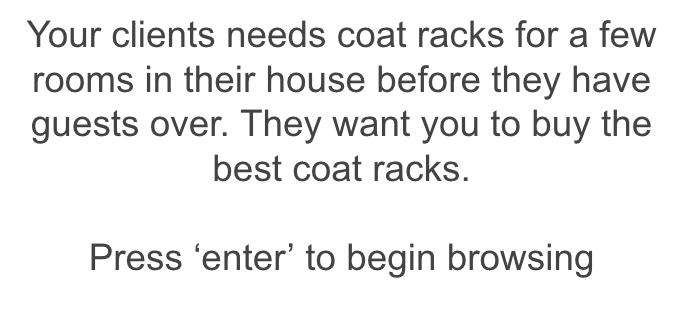 Your clients needs coat racks for a few
rooms in their house before they have
guests over. They want you to buy the
best coat racks.
Press ‘enter’ to begin browsing